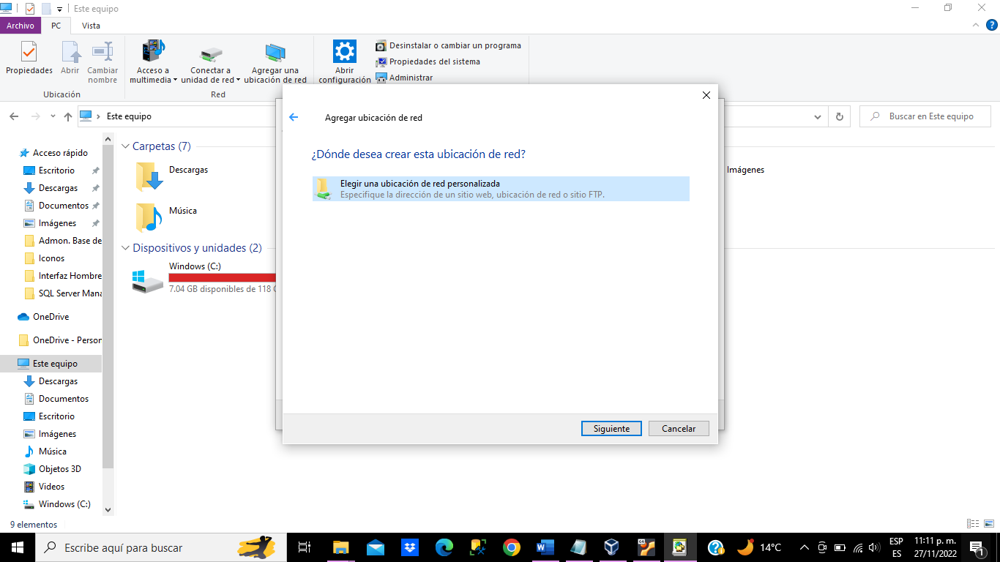 Este equipo
Archivo
PC
Vista
Propiedades
Abrir
Cambiar
nombre
Ubicación
Acceso a
multimedia
Conectar a
unidad de red
Agregar una
ubicación de red
Red
Abrir
configuración
Desinstalar o cambiar un programa
Propiedades del sistema
Administrar
Este equipo
Buscar en Este equipo
Acceso rápido
Escritorio
Descargas
Documentos
Imágenes
Admon. Base de
Iconos
Interfaz Hombre
SQL Server Mana
OneDrive
OneDrive - Person
Este equipo
Descargas
Documentos
Escritorio
Imágenes
Música
Objetos 3D
Videos
Windows (C:)
Carpetas (7)
Descargas
Música
Imágenes
Dispositivos y unidades (2)
Windows (C:)
7.04 GB disponibles de 118 G
Agregar ubicación de red
¿Dónde desea crear esta ubicación de red?
Elegir una ubicación de red personalizada
Especifique la dirección de un sitio web, ubicación de red o sitio FTP.
Siguiente
Cancelar
9 elementos
Escribe aquí para buscar
14°C
ESP
ES
11:11 p. m.
27/11/2022
1